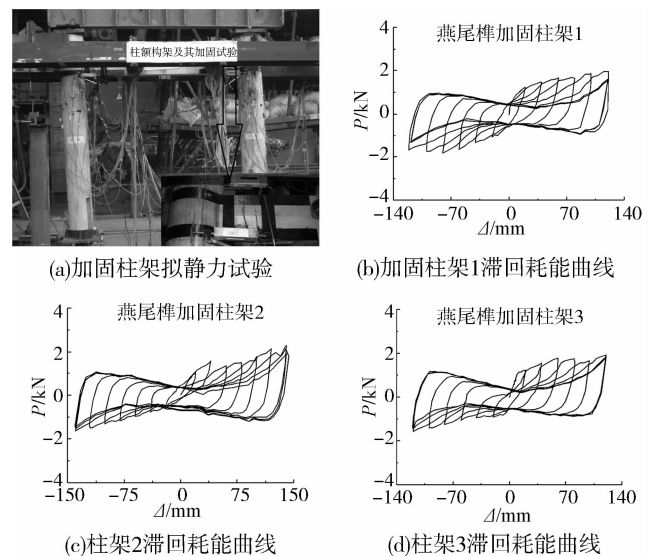 柱额构架及其加固试验
(a)加固柱架拟静力试验
燕尾榫加固柱架1
P/kN
4
2
0
−2
−4
−140 −70 0 70 140
Δ/mm
(b)加固柱架1滞回耗能曲线
燕尾榫加固柱架2
P/kN
4
2
0
−2
−4
−150 −75 0 75 150
Δ/mm
(c)柱架2滞回耗能曲线
燕尾榫加固柱架3
P/kN
4
2
0
−2
−4
−140 −70 0 70 140
Δ/mm
(d)柱架3滞回耗能曲线